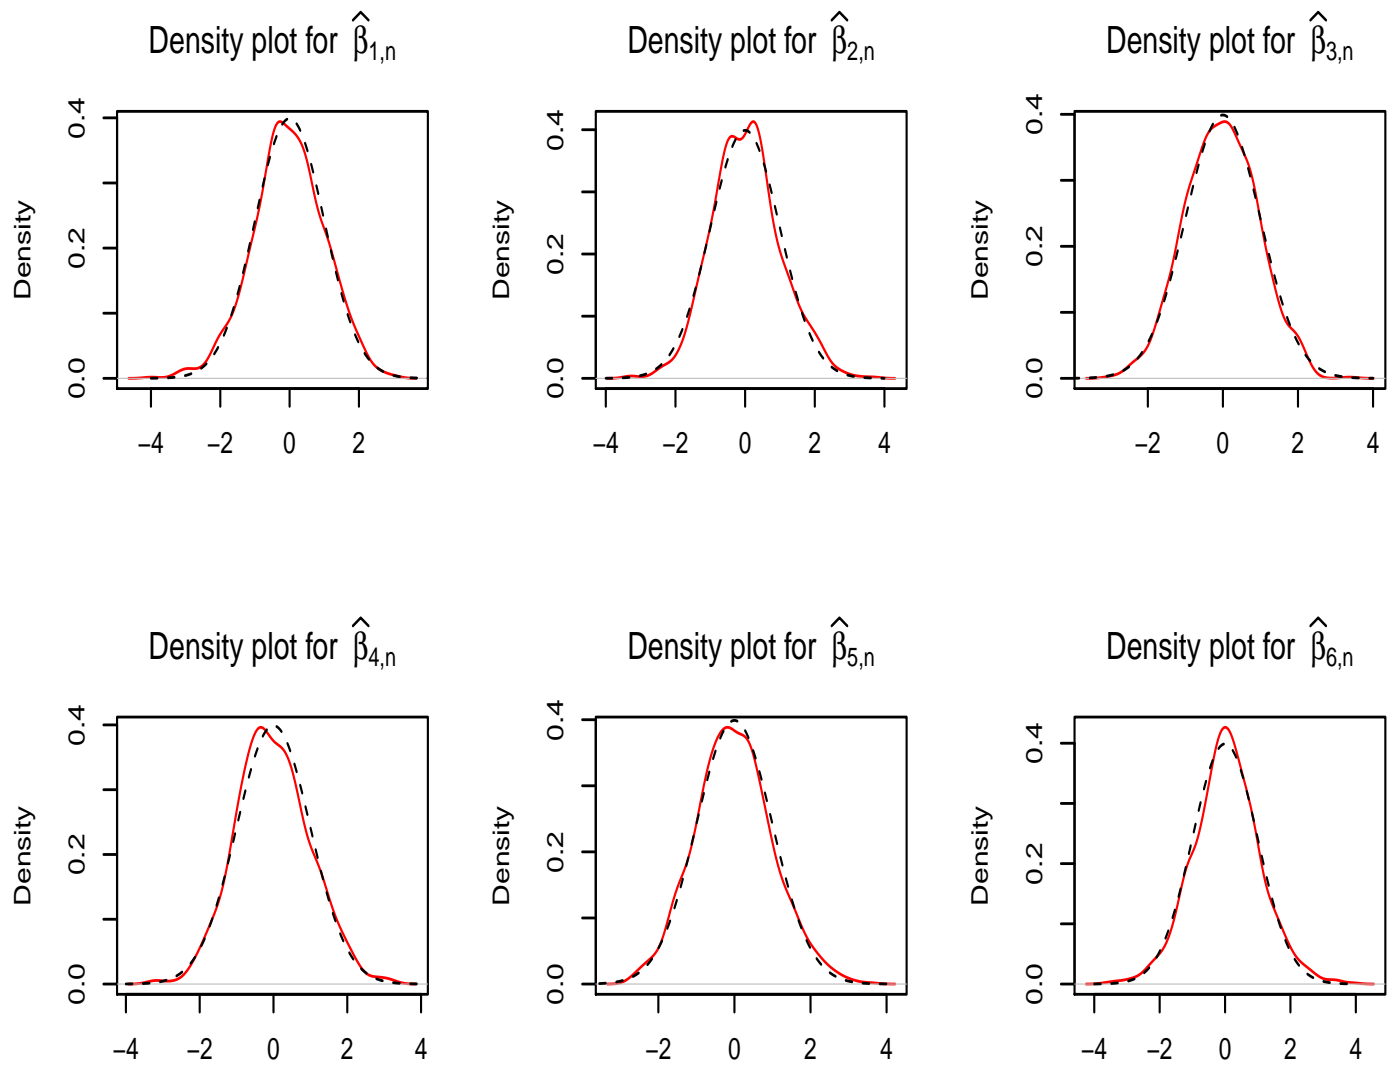 Density plot for β̂1,n
Density plot for β̂2,n
Density plot for β̂3,n
Density
0.0 0.2 0.4
−4 −2 0 2
Density
0.0 0.2 0.4
−4 −2 0 2 4
Density
0.0 0.2 0.4
−2 0 2 4
Density plot for β̂4,n
Density plot for β̂5,n
Density plot for β̂6,n
Density
0.0 0.2 0.4
−4 −2 0 2 4
Density
0.0 0.2 0.4
−2 0 2 4
Density
0.0 0.2 0.4
−4 −2 0 2 4